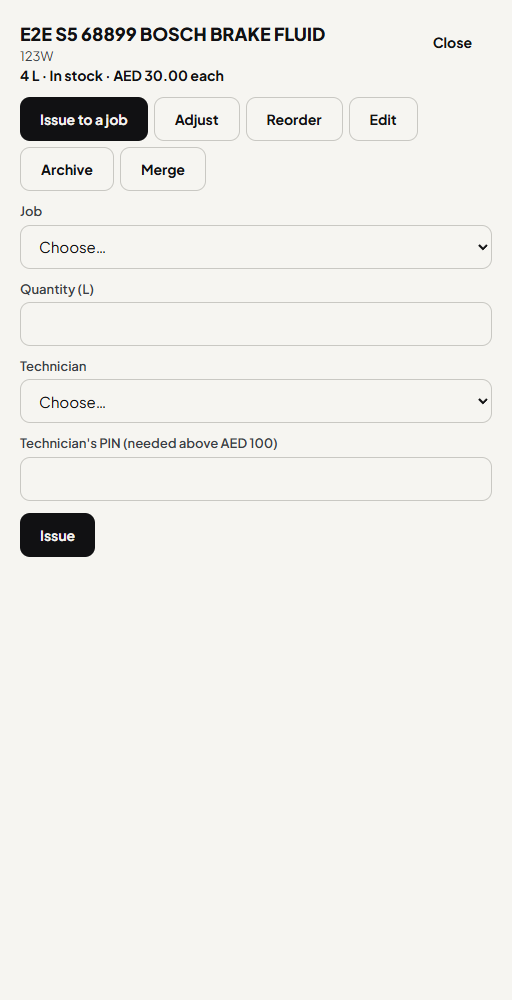 E2E S5 68899 BOSCH BRAKE FLUID
Close
123W
4 L · In stock · AED 30.00 each
Issue to a job
Adjust
Reorder
Edit
Archive
Merge
Job
Choose...
Quantity (L)
Technician
Choose...
Technician's PIN (needed above AED 100)
Issue